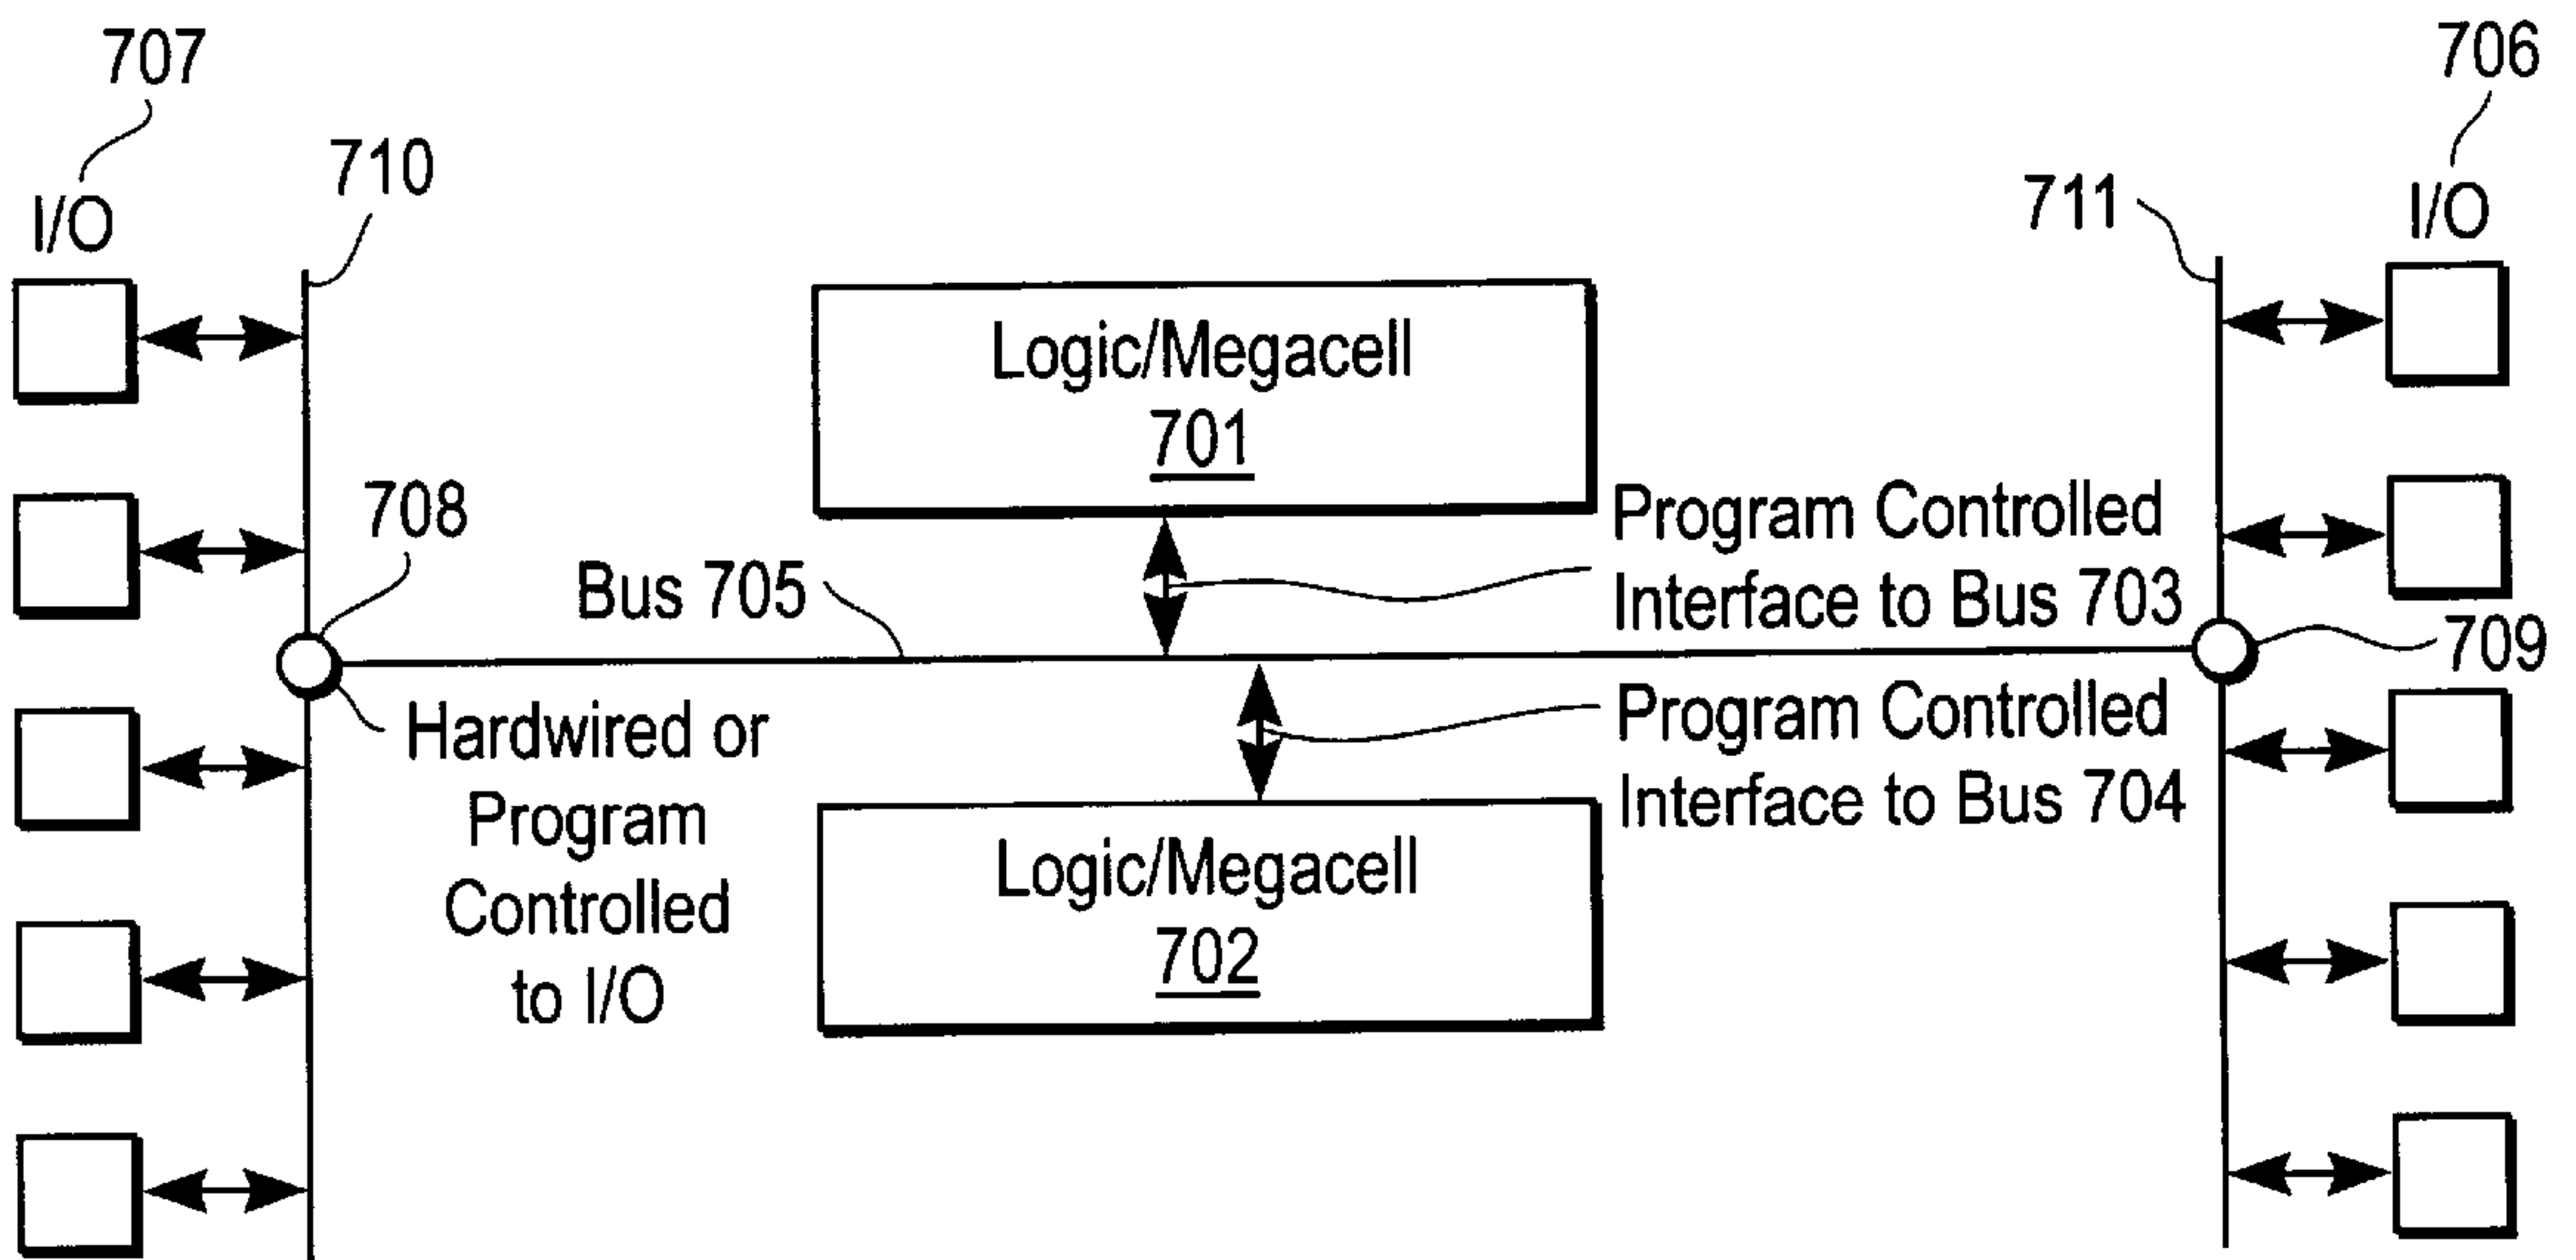 707
706
710
711
I/O
I/O
Logic/Megacell
701
708
Program Controlled
Interface to Bus 703
Bus 705
709
Hardwired or
Program
Controlled
to I/O
Program Controlled
Interface to Bus 704
Logic/Megacell
702